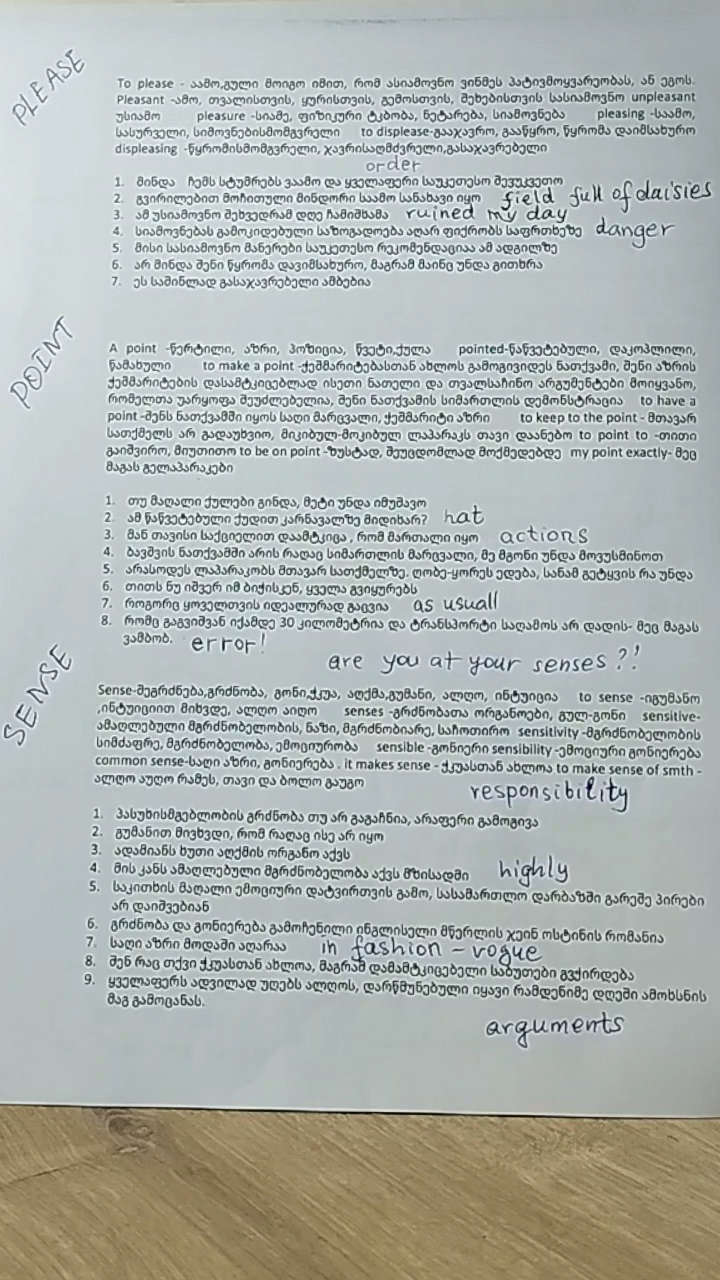 PLEASE
To please - აამო,გული მოიგო იმით, რომ ასიამოვნო ვინმეს პატივმოყვარეობას, ან ეგოს.
Pleasant -ამო, თვალისთვის, ყურისთვის, გემოსთვის, შეხებისთვის სასიამოვნო unpleasant
უსიამო pleasure -სიამე, ფიზიკური ტკბობა, ნეტარება, სიამოვნება pleasing -საამო,
სასურველი, სიმოვნებისმომგვრელი to displease-გააჯავრო, გააწყრო, წყრომა დაიმსახურო
displeasing -წყრომისმომგვრელი, ჯავრისაღმძვრელი,გასაჯავრებელი
order
1. მინდა ჩემს სტუმრებს ვაამო და ყველაფერი საუკეთესო შევუკვეთო
2. გვირილებით მოჩითული მინდორი საამო სანახავი იყო field full of daisies
3. ამ უსიამოვნო შეხვედრამ დღე ჩამიშხამა ruined my day
4. სიამოვნებას გამოკიდებული საზოგადოება აღარ ფიქრობს საფრთხეზე danger
5. მისი სასიამოვნო მანერები საუკეთესო რეკომენდაციაა ამ ადგილზე
6. არ მინდა შენი წყრომა დავიმსახურო, მაგრამ მაინც უნდა გითხრა
7. ეს საშინლად გასაჯავრებელი ამბებია
POINT
A point -წერტილი, აზრი, პოზიცია, წვეტი,ქულა pointed-წაწვეტებული, დაკოპლილი,
წამახული to make a point -ჭეშმარიტებასთან ახლოს გამოგივიდეს ნათქვამი, შენი აზრის
ჭეშმარიტების დასამტკიცებლად ისეთი ნათელი და თვალსაჩინო არგუმენტები მოიყვანო,
რომელთა უარყოფა შეუძლებელია, შენი ნათქვამის სიმართლის დემონსტრაცია to have a
point -შენს ნათქვამში იყოს საღი მარცვალი, ჭეშმარიტი აზრი to keep to the point - მთავარ
სათქმელს არ გადაუხვიო, მიკიბულ-მოკიბულ ლაპარაკს თავი დაანებო to point to -თითი
გაიშვირო, მიუთითო to be on point -ზუსტად, შეუცდომლად მოქმედებდე my point exactly- მეც
მაგას გელაპარაკები
1. თუ მაღალი ქულები გინდა, მეტი უნდა იმუშავო
2. ამ წაწვეტებული ქუდით კარნავალზე მიდიხარ? hat
3. მან თავისი საქციელით დაამტკიცა , რომ მართალი იყო actions
4. ბავშვის ნათქვამში არის რაღაც სიმართლის მარცვალი, მე მგონი უნდა მოვუსმინოთ
5. არასოდეს ლაპარაკობს მთავარ სათქმელზე. ღობე-ყორეს ედება, სანამ გეტყვის რა უნდა
6. თითს ნუ იშვერ იმ ბიჭისკენ, ყველა გვიყურებს
7. როგორც ყოველთვის იდეალურად გაცვია as usuall
8. რომც გაგვიშვან იქამდე 30 კილომეტრია და ტრანსპორტი საღამოს არ დადის- მეც მაგას
ვამბობ. error!
are you at your senses?!
SENSE
Sense-შეგრძნება,გრძნობა, გონი,ჭკუა, აღქმა,გუმანი, ალღო, ინტუიცია to sense -იგუმანო
,ინტუიციით მიხვდე, ალღო აიღო senses -გრძნობათა ორგანოები, გულ-გონი sensitive-
ამაღლებული მგრძნობელობის, ნაზი, მგრძნობიარე, საჩოთირო sensitivity -მგრძნობელობის
სიმძაფრე, მგრძნობელობა, ემოციურობა sensible -გონიერი sensibility -ემოციური გონიერება
common sense-საღი აზრი, გონიერება . it makes sense - ჭკუასთან ახლოა to make sense of smth -
ალღო აუღო რამეს, თავი და ბოლო გაუგო
responsibility
1. პასუხისმგებლობის გრძნობა თუ არ გაგაჩნია, არაფერი გამოგივა
2. გუმანით მივხვდი, რომ რაღაც ისე არ იყო
3. ადამიანს ხუთი აღქმის ორგანო აქვს
4. მის კანს ამაღლებული მგრძნობელობა აქვს მზისადმი highly
5. საკითხის მაღალი ემოციური დატვირთვის გამო, სასამართლო დარბაზში გარეშე პირები
არ დაიშვებიან
6. გრძნობა და გონიერება გამოჩენილი ინგლისელი მწერლის ჯეინ ოსტინის რომანია
7. საღი აზრი მოდაში აღარაა in fashion - vogue
8. შენ რაც თქვი ჭკუასთან ახლოა, მაგრამ დამამტკიცებელი საბუთები გვჭირდება
9. ყველაფერს ადვილად უღებს ალღოს, დარწმუნებული იყავი რამდენიმე დღეში ამოხსნის
მაგ გამოცანას.
arguments